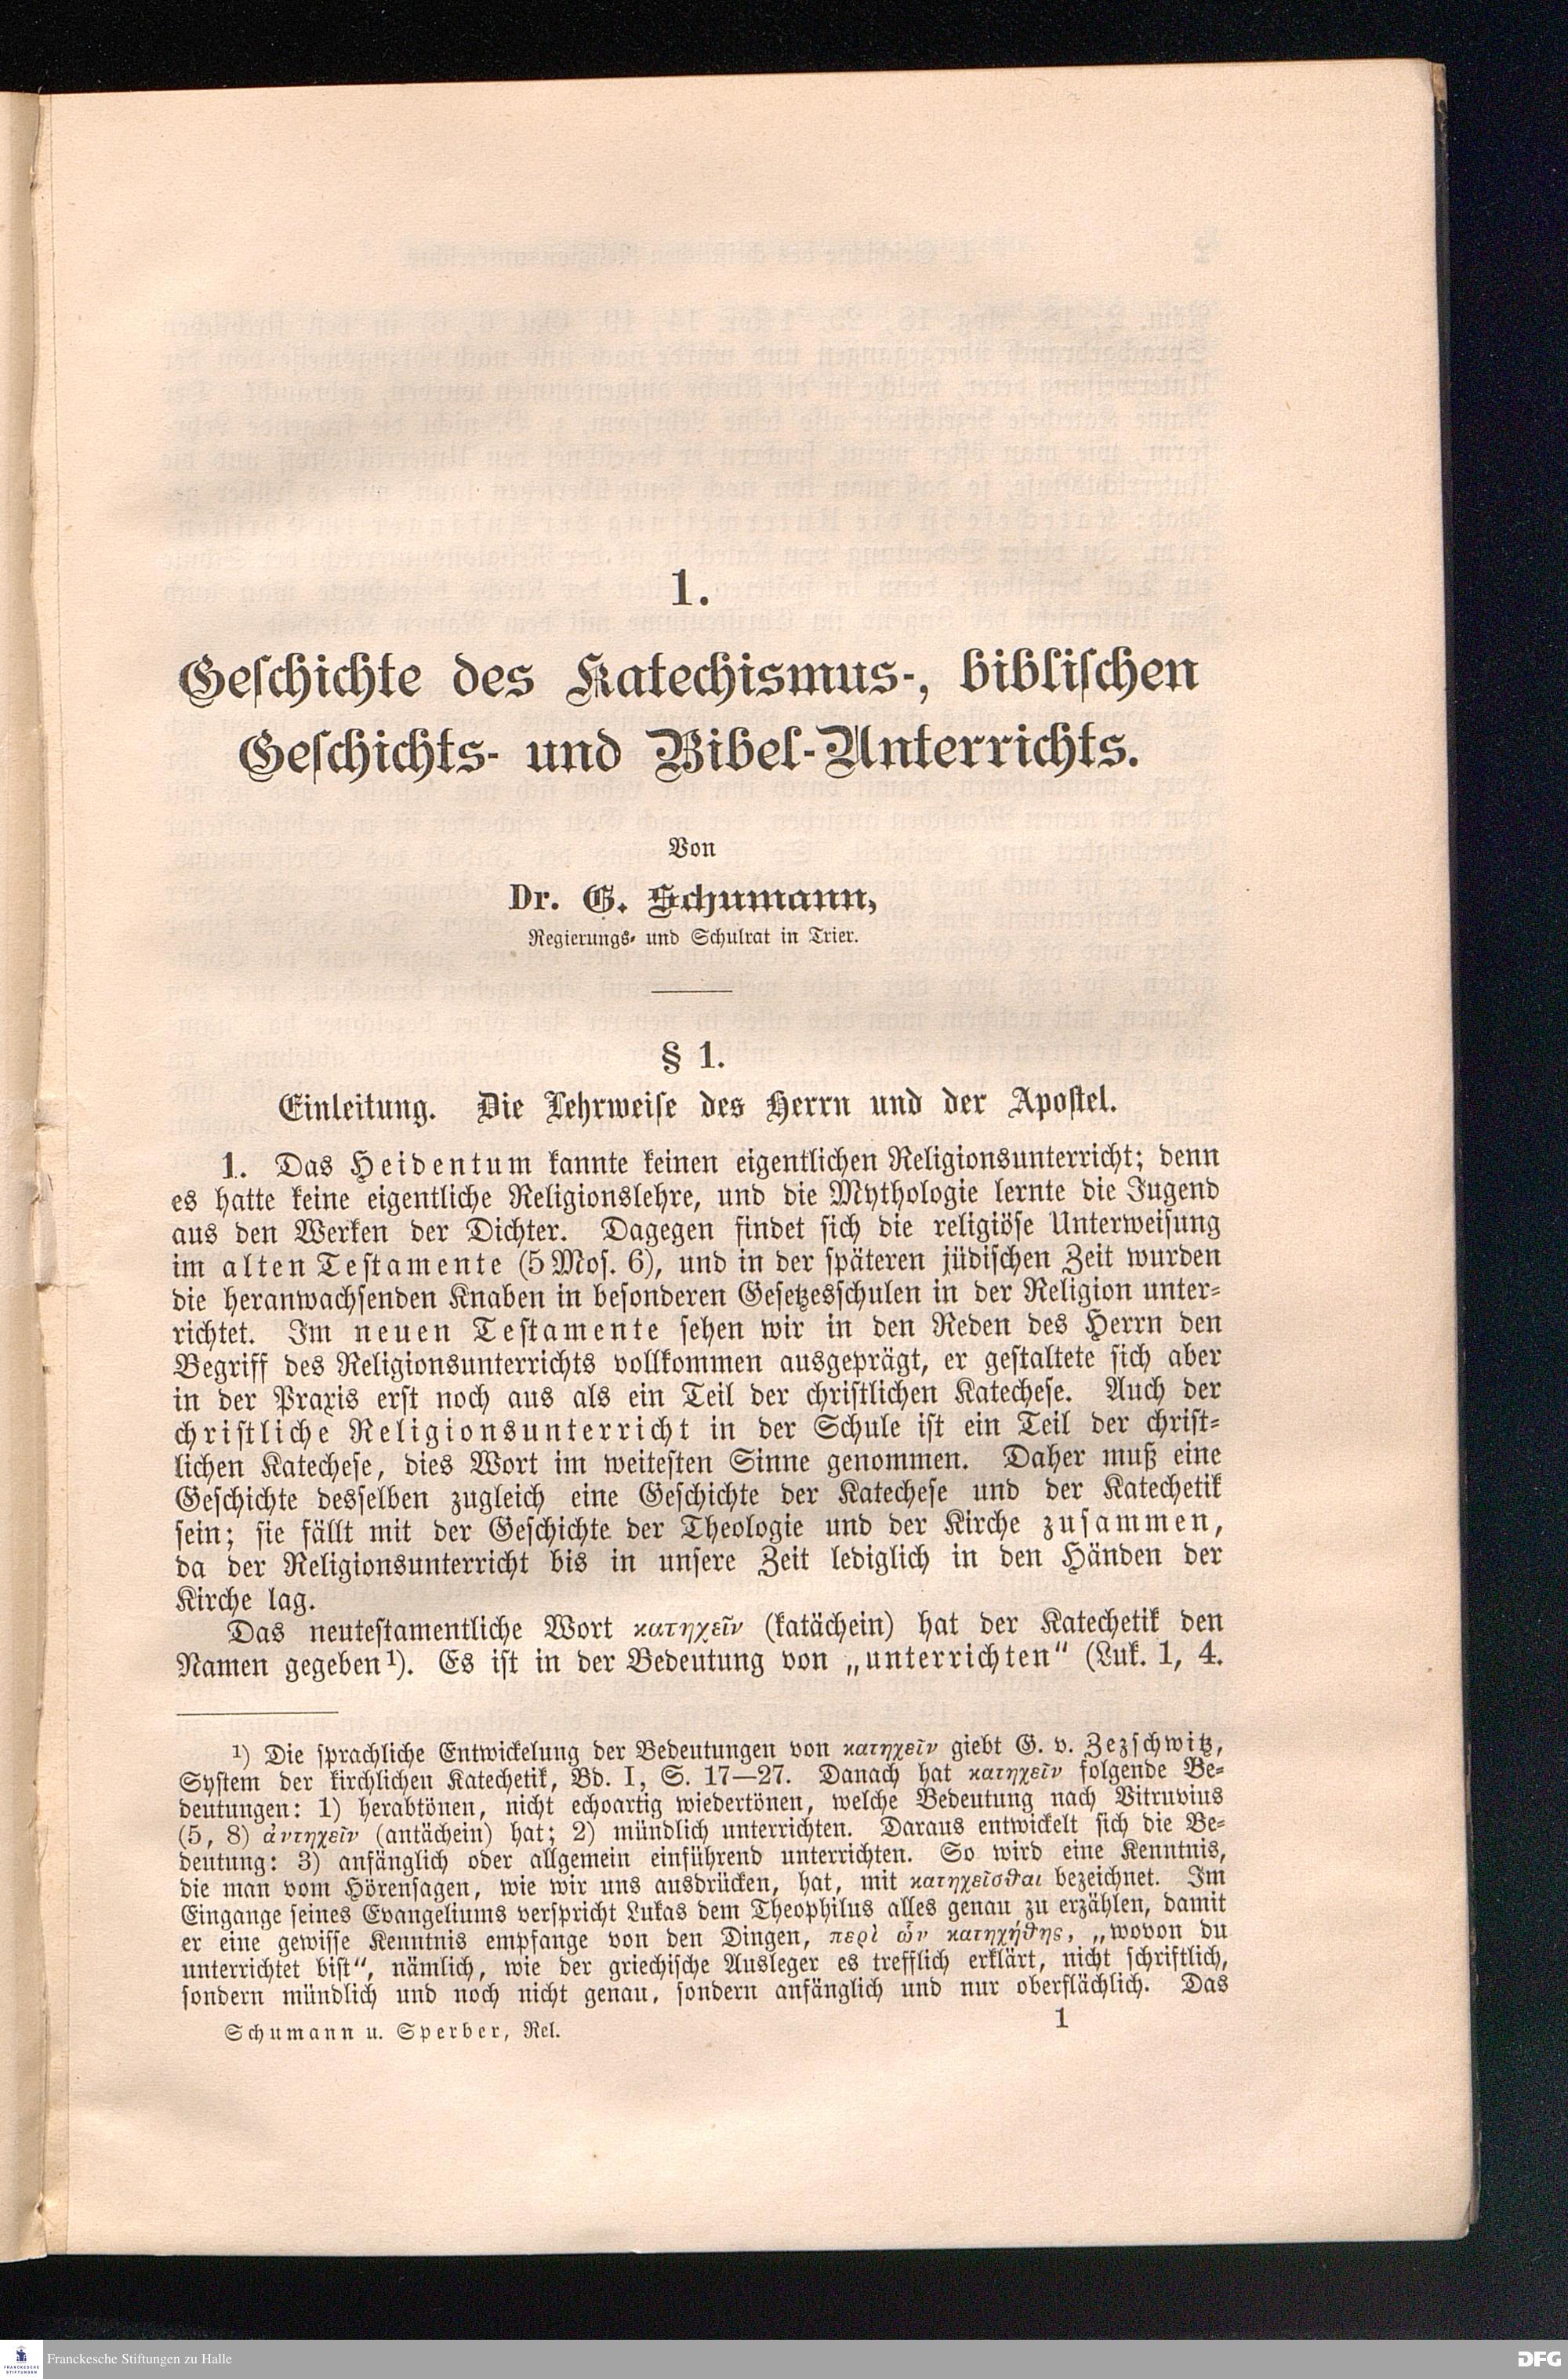 1.
Geschichte des Katechismus-, biblischen
Geschichts- und Bibel-Unterrichts.
Von
Dr. G. Schumann,
Regierungs- und Schulrat in Trier.
§ 1.
Einleitung. Die Lehrweise des Herrn und der Apostel.
1. Das Heidentum kannte keinen eigentlichen Religionsunterricht; denn
es hatte keine eigentliche Religionslehre, und die Mythologie lernte die Jugend
aus den Werken der Dichter. Dagegen findet sich die religiöse Unterweisung
im alten Testamente (5 Mos. 6), und in der späteren jüdischen Zeit wurden
die heranwachsenden Knaben in besonderen Gesetzesschulen in der Religion unter-
richtet. Im neuen Testamente sehen wir in den Reden des Herrn den
Begriff des Religionsunterrichts vollkommen ausgeprägt, er gestaltete sich aber
in der Praxis erst noch aus als ein Teil der christlichen Katechese. Auch der
christliche Religionsunterricht in der Schule ist ein Teil der christ-
lichen Katechese, dies Wort im weitesten Sinne genommen. Daher muß eine
Geschichte desselben zugleich eine Geschichte der Katechese und der Katechetik
sein; sie fällt mit der Geschichte der Theologie und der Kirche zusammen,
da der Religionsunterricht bis in unsere Zeit lediglich in den Händen der
Kirche lag.
Das neutestamentliche Wort κατηχεῖν (katächein) hat der Katechetik den
Namen gegeben¹). Es ist in der Bedeutung von „unterrichten“ (Luk. 1, 4.
¹) Die sprachliche Entwickelung der Bedeutungen von κατηχεῖν giebt G. v. Zezschwitz,
System der kirchlichen Katechetik, Bd. I, S. 17—27. Danach hat κατηχεῖν folgende Be-
deutungen: 1) herabtönen, nicht echoartig wiedertönen, welche Bedeutung nach Vitruvius
(5, 8) ἀντηχεῖν (antächein) hat; 2) mündlich unterrichten. Daraus entwickelt sich die Be-
deutung: 3) anfänglich oder allgemein einführend unterrichten. So wird eine Kenntnis,
die man vom Hörensagen, wie wir uns ausdrücken, hat, mit κατηχεῖσθαι bezeichnet. Im
Eingange seines Evangeliums verspricht Lukas dem Theophilus alles genau zu erzählen, damit
er eine gewisse Kenntnis empfange von den Dingen, περὶ ὧν κατηχήθης, „wovon du
unterrichtet bist“, nämlich, wie der griechische Ausleger es trefflich erklärt, nicht schriftlich,
sondern mündlich und noch nicht genau, sondern anfänglich und nur oberflächlich. Das
Schumann u. Sperber, Rel.
1
FRANCKESCHE
STIFTUNGEN
Franckesche Stiftungen zu Halle
DFG